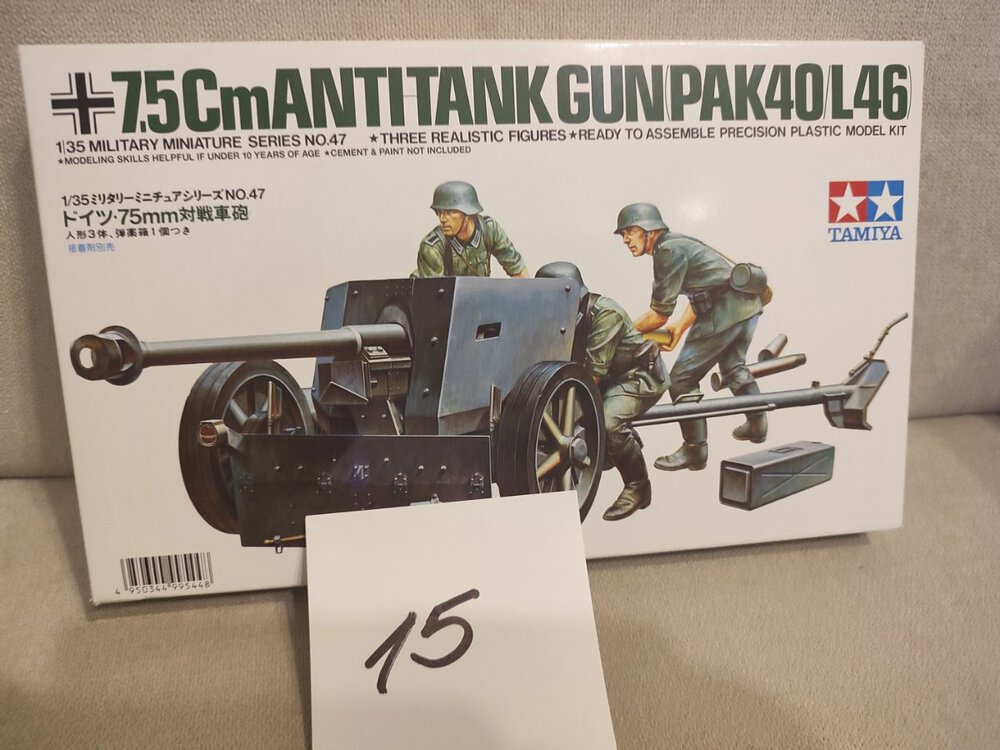 7.5Cm ANTI-TANK GUN(PAK40/L46)
1/35 MILITARY MINIATURE SERIES NO.47 ★THREE REALISTIC FIGURES ★READY TO ASSEMBLE PRECISION PLASTIC MODEL KIT
★MODELING SKILLS HELPFUL IF UNDER 10 YEARS OF AGE ★CEMENT & PAINT NOT INCLUDED
1/35ミリタリーミニチュアシリーズNO.47
ドイツ・75mm対戦車砲
人形3体、弾薬箱1個つき
接着剤別売
TAMIYA
4 950344 995448
15